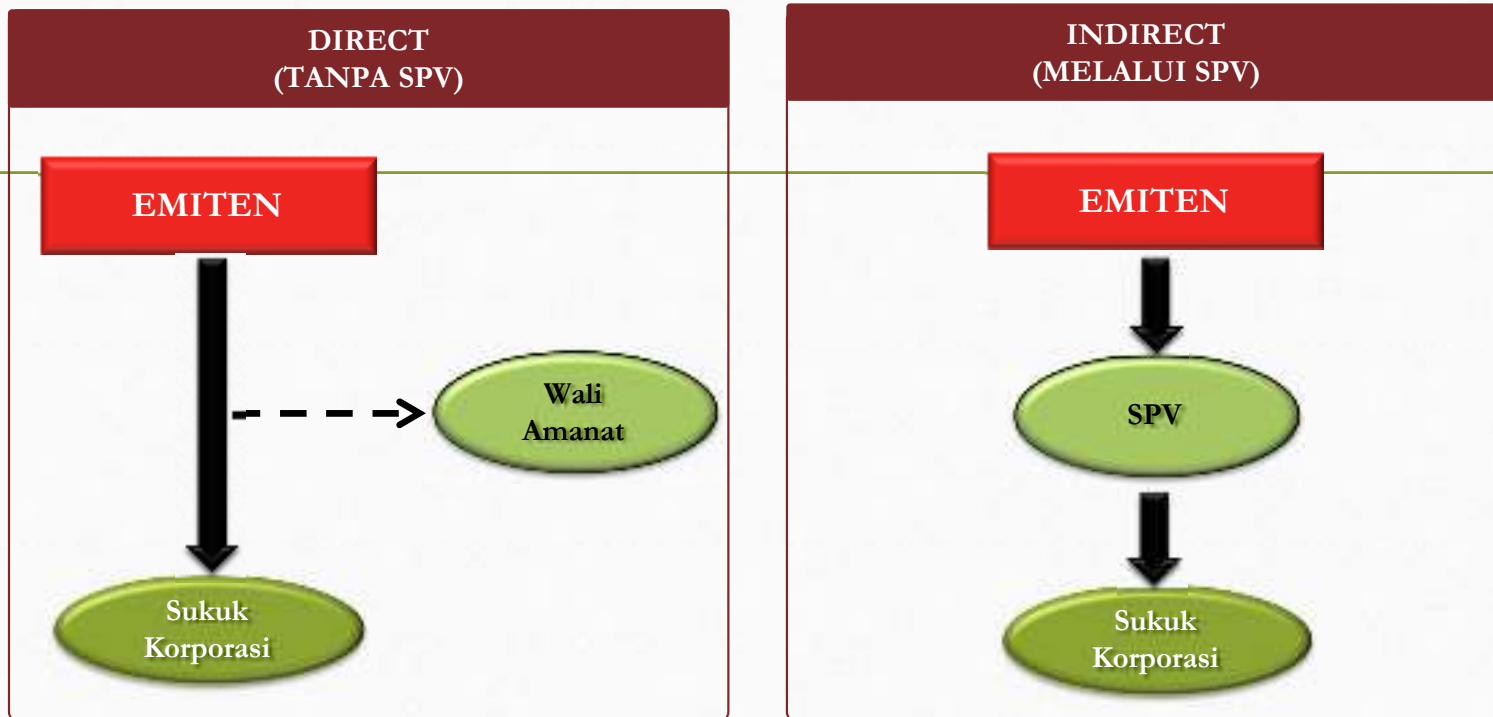 DIRECT
(TANPA SPV)
EMITEN
Wali
Amanat
Sukuk
Korporasi
INDIRECT
(MELALUI SPV)
EMITEN
SPV
Sukuk
Korporasi